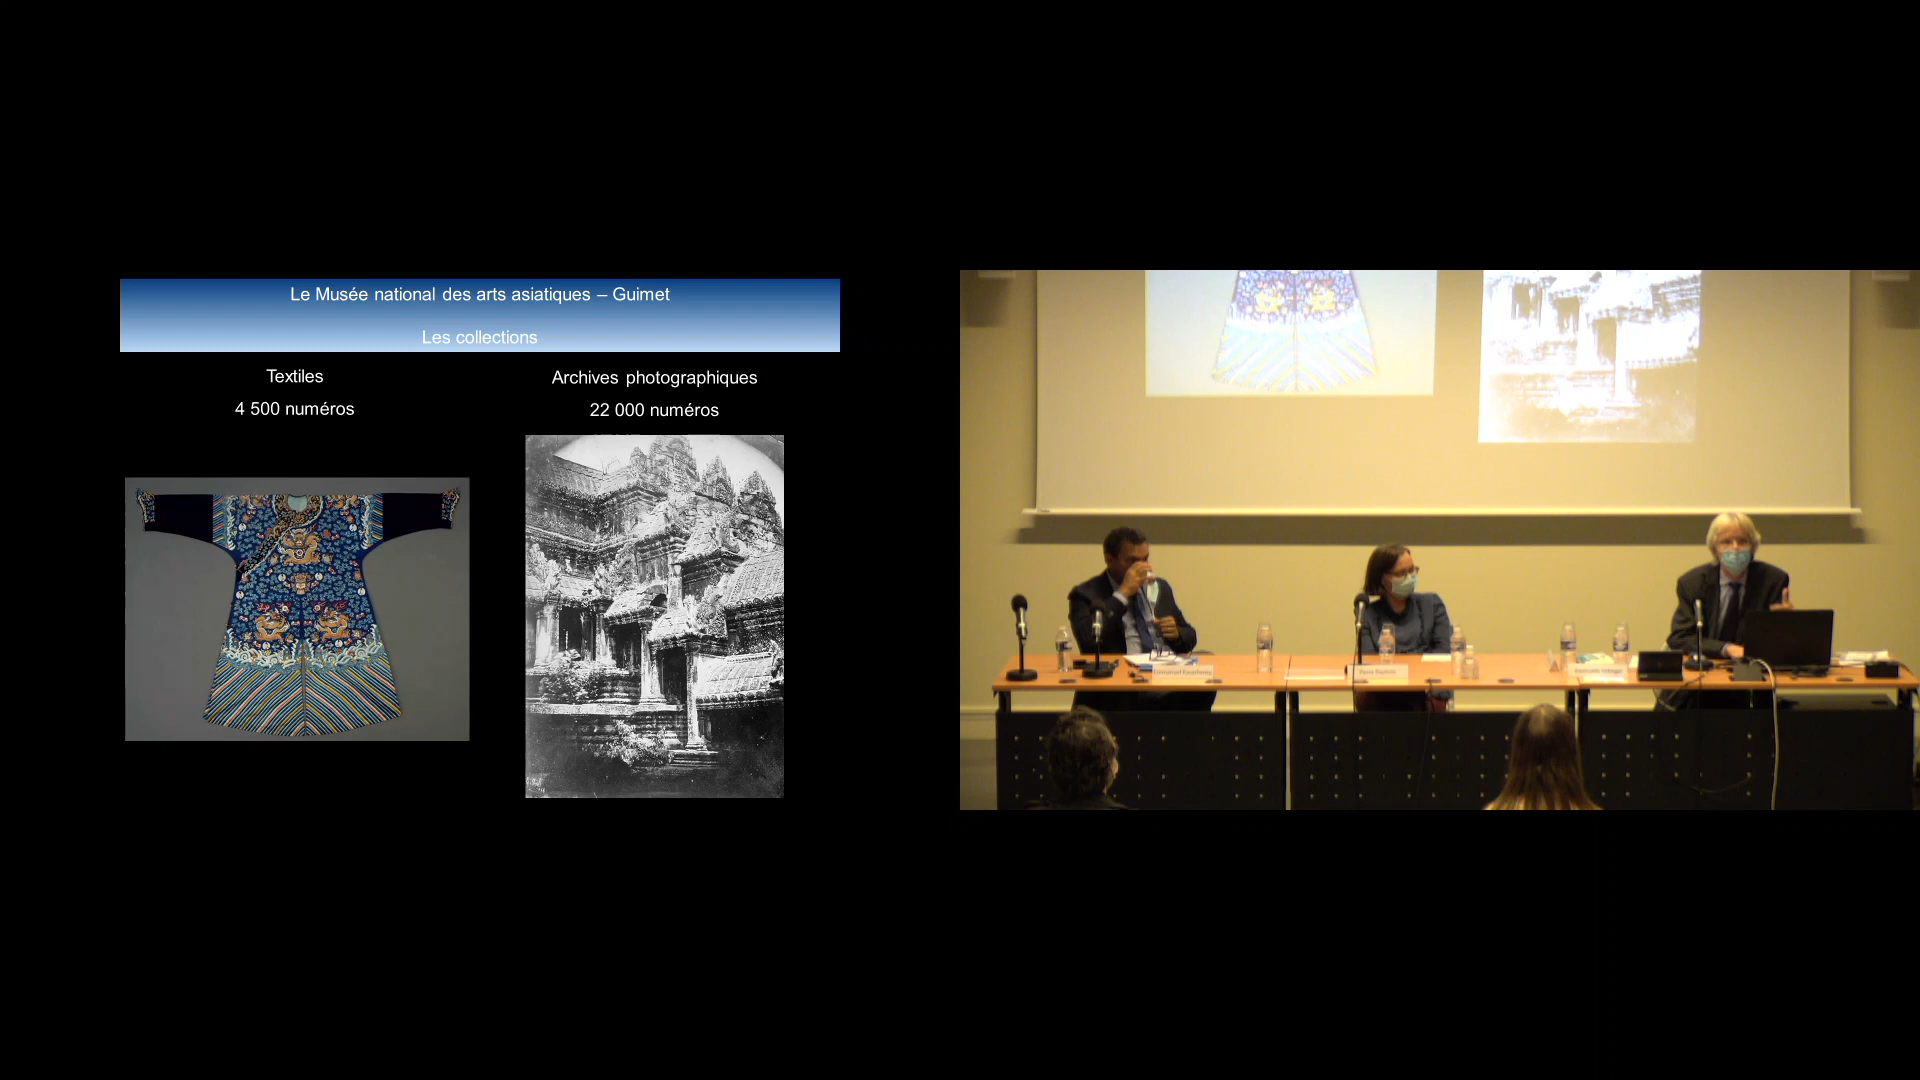 Le Musée national des arts asiatiques – Guimet
Les collections
Textiles
4 500 numéros
Archives photographiques
22 000 numéros